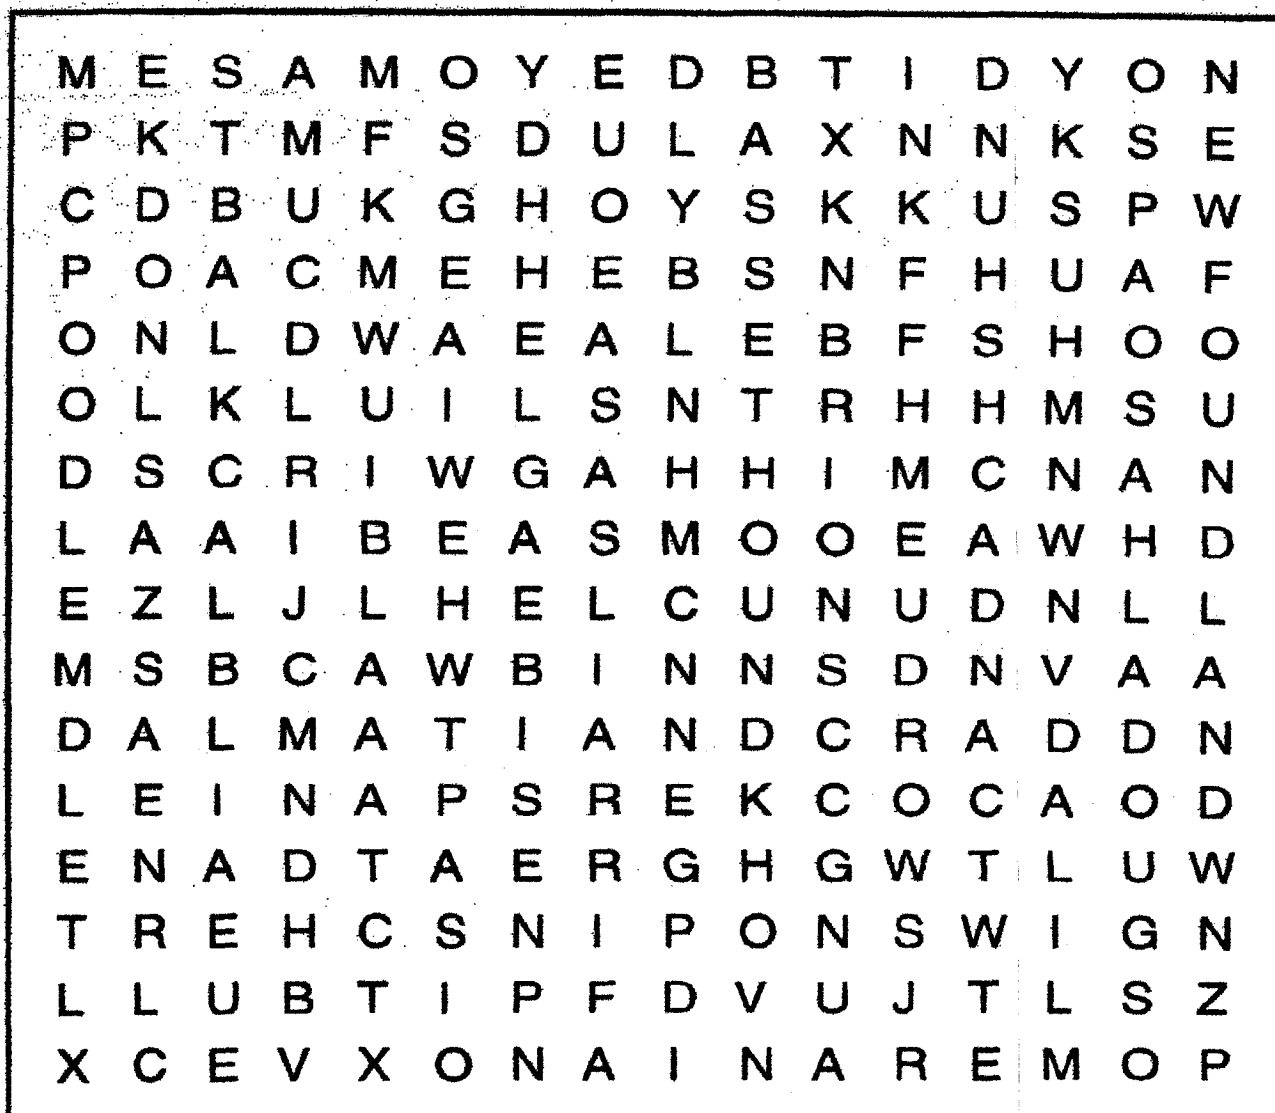 M E S A M O Y E D B T I D Y O N
P K T M F S D U L A X N N K S E
C D B U K G H O Y S K K U S P W
P O A C M E H E B S N F H U A F
O N L D W A E A L E B F S H O O
O L K L U I L S N T R H H M S U
D S C R I W G A H H I M C N A N
L A A I B E A S M O O E A W H D
E Z L J L H E L C U N U D N L L
M S B C A W B I N N S D N V A A
D A L M A T I A N D C R A D D N
L E I N A P S R E K C O C A O D
E N A D T A E R G H G W T L U W
T R E H C S N I P O N S W I G N
L L U B T I P F D V U J T L S Z
X C E V X O N A I N A R E M O P